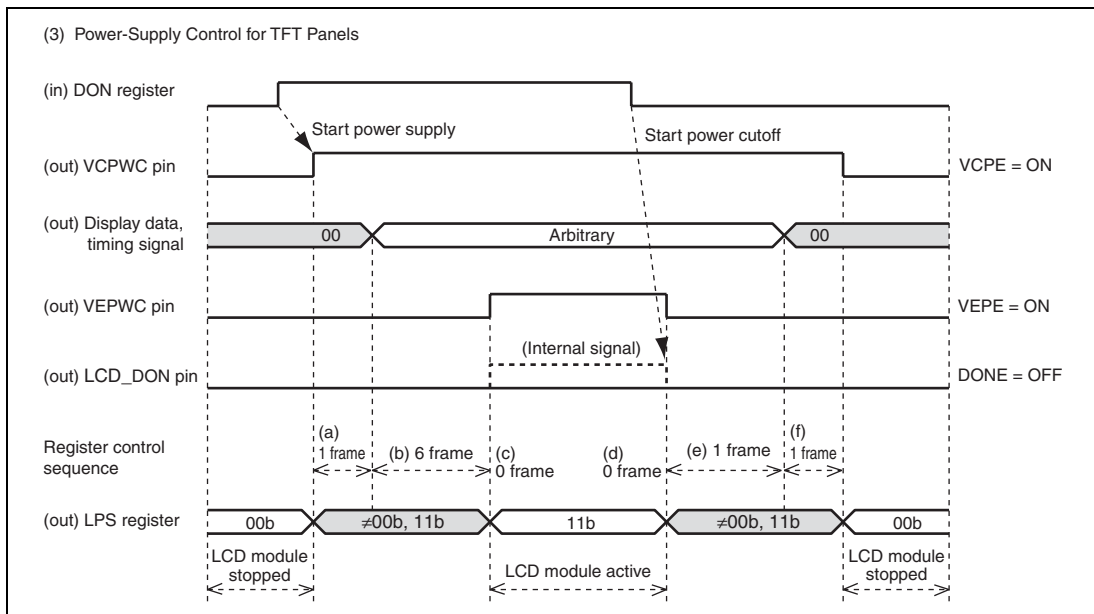 (3) Power-Supply Control for TFT Panels
(in) DON register
Start power supply
Start power cutoff
(out) VCPWC pin
VCPE = ON
(out) Display data,
timing signal
00
Arbitrary
00
(out) VEPWC pin
VEPE = ON
(Internal signal)
(out) LCD_DON pin
DONE = OFF
Register control
sequence
(a)
1 frame
(b) 6 frame
(c)
0 frame
(d)
0 frame
(e) 1 frame
(f)
1 frame
(out) LPS register
00b
≠00b, 11b
11b
≠00b, 11b
00b
LCD module
stopped
LCD module active
LCD module
stopped